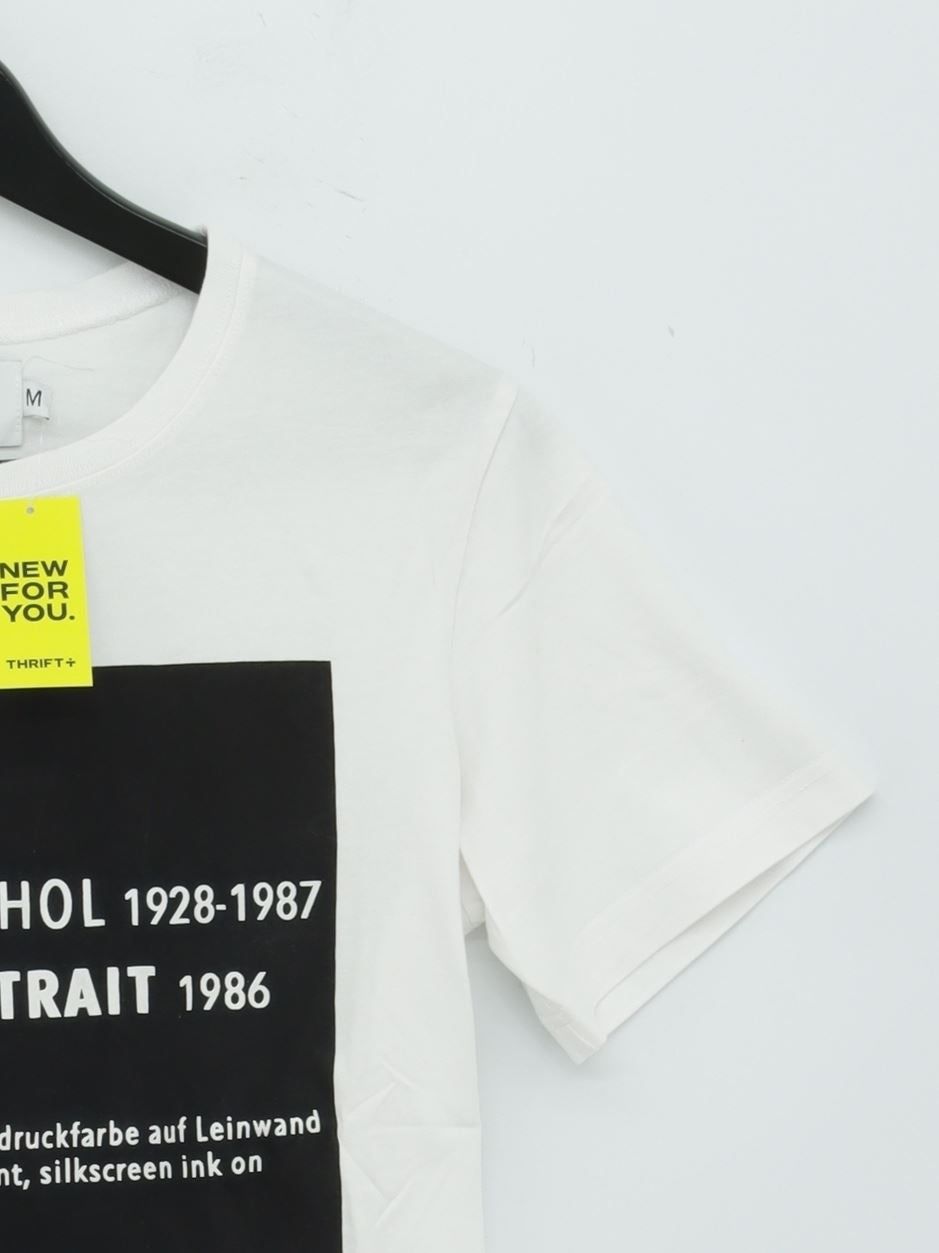 M
NEW
FOR
YOU.
THRIFT+
HOL 1928-1987
TRAIT 1986
druckfarbe auf Leinwand
nt, silkscreen ink on